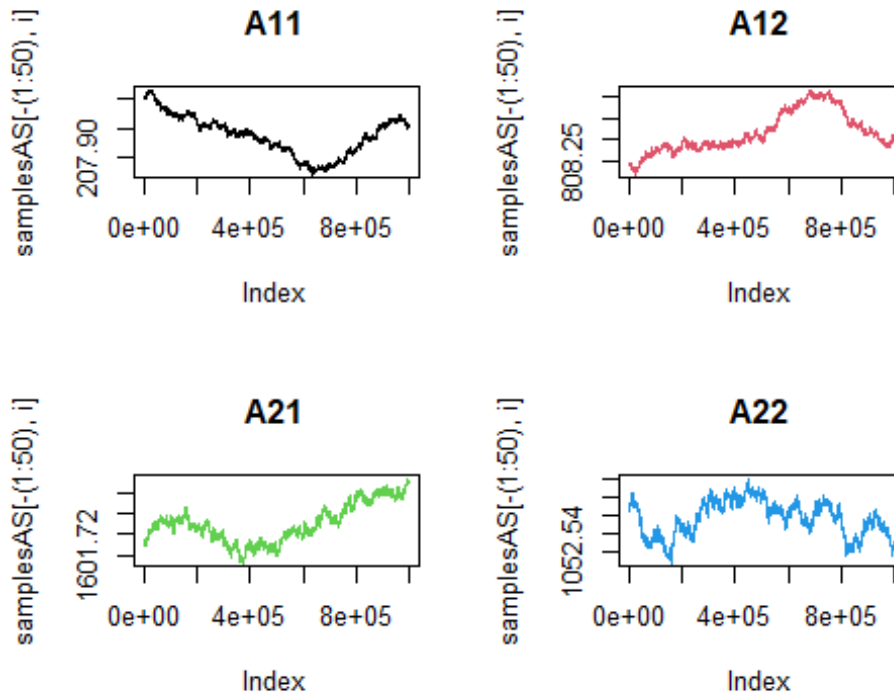 A11
samplesAS[-(1:50), i]
207.90
0e+00 4e+05 8e+05
Index
A12
samplesAS[-(1:50), i]
808.25
0e+00 4e+05 8e+05
Index
A21
samplesAS[-(1:50), i]
1601.72
0e+00 4e+05 8e+05
Index
A22
samplesAS[-(1:50), i]
1052.54
0e+00 4e+05 8e+05
Index